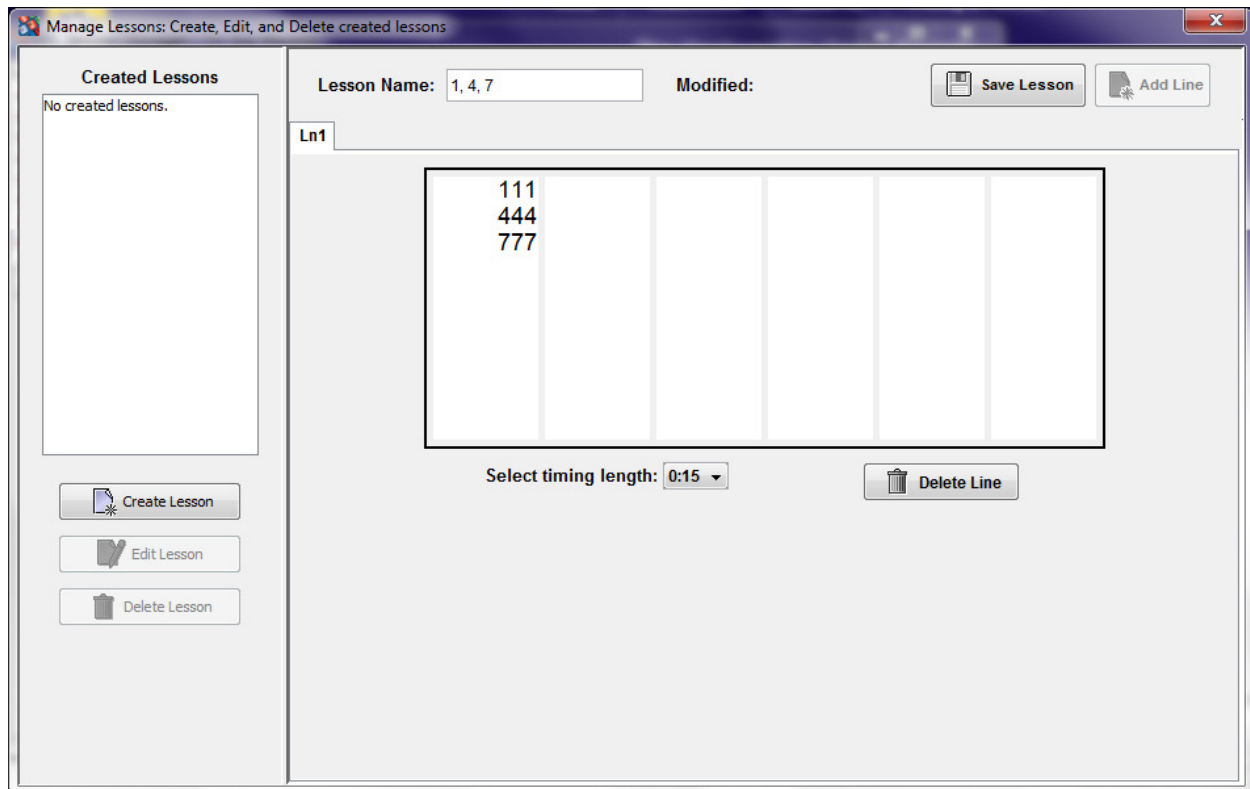 Manage Lessons: Create, Edit, and Delete created lessons
Created Lessons
No created lessons.
Create Lesson
Edit Lesson
Delete Lesson
Lesson Name: 1, 4, 7 Modified: Save Lesson Add Line
Ln1
111
444
777
Select timing length: 0:15 Delete Line